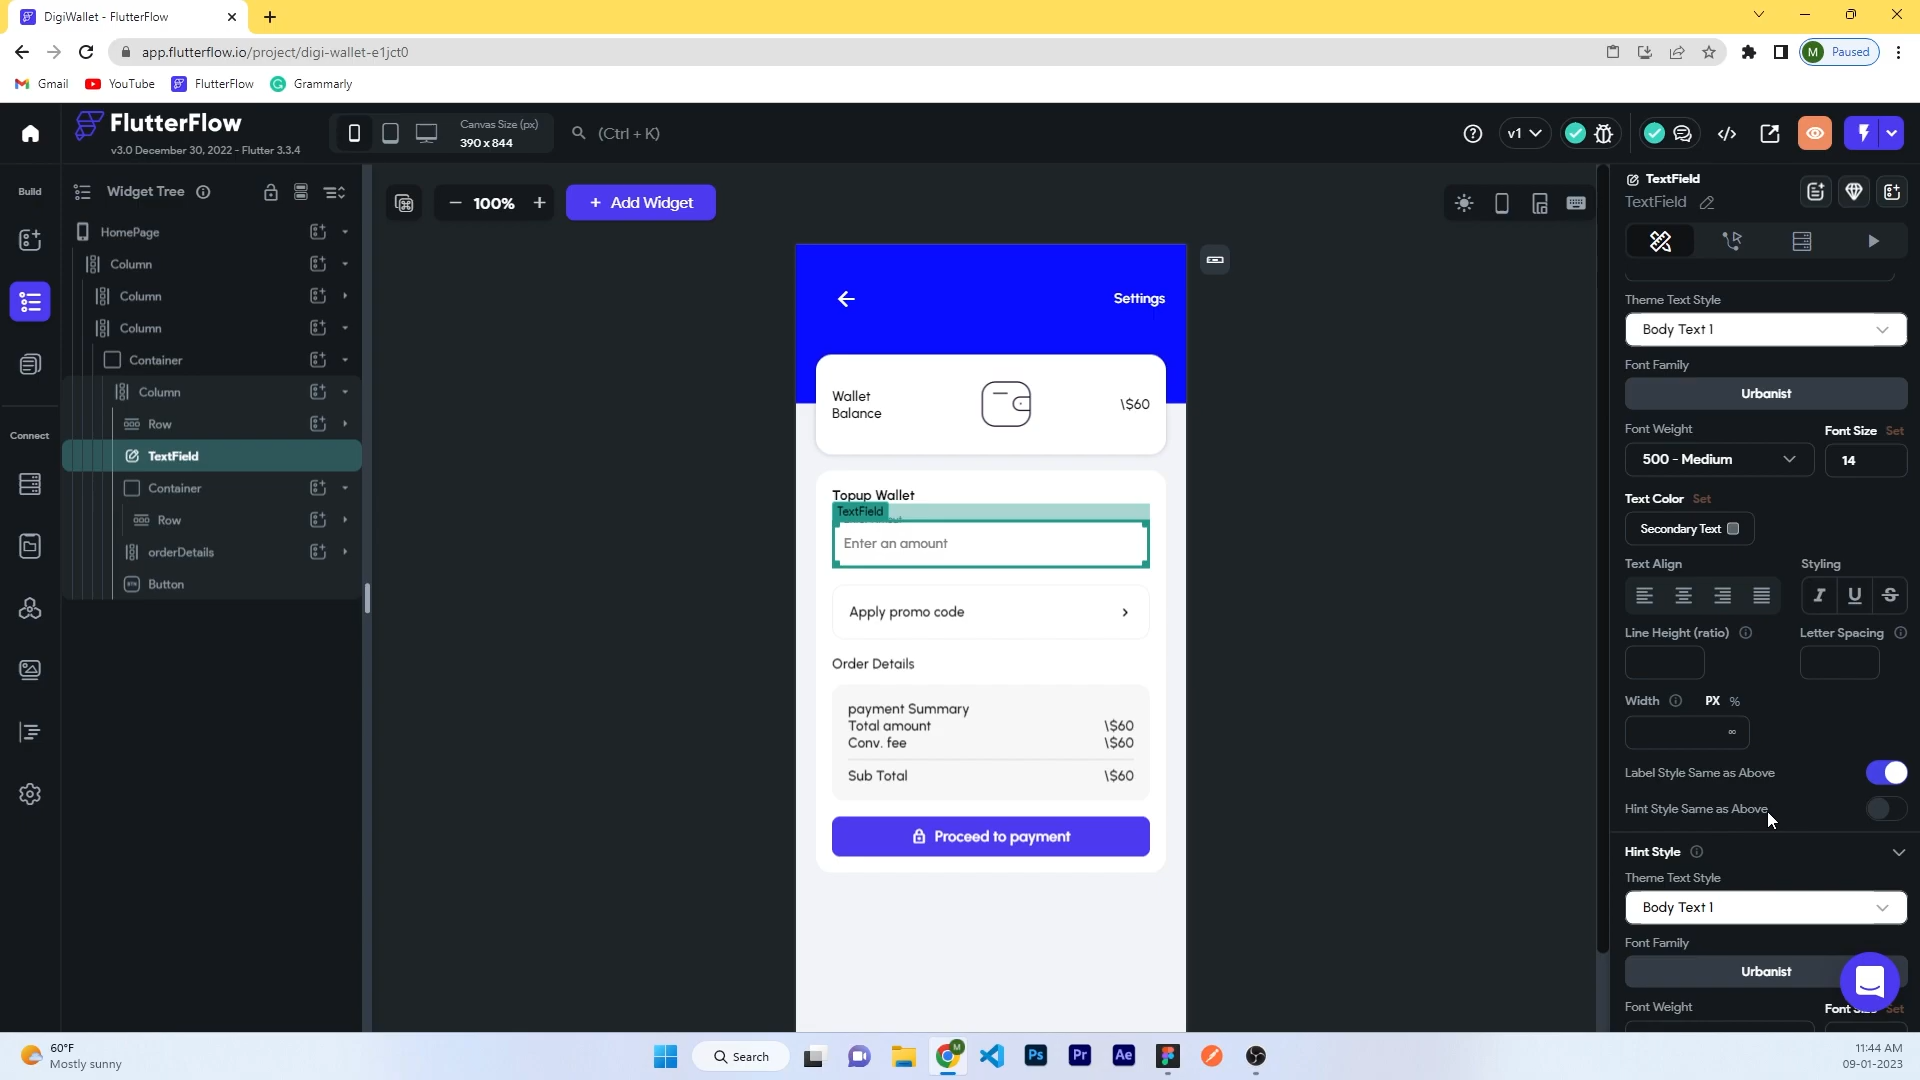 DigiWallet - FlutterFlow
app.flutterflow.io/project/digi-wallet-e1jct0
M Paused
Gmail YouTube FlutterFlow Grammarly
FlutterFlow
v3.0 December 30, 2022 - Flutter 3.3.4
Canvas Size (px)
390 x 844
(Ctrl + K)
v1
Build
Connect
Widget Tree
HomePage
Column
Column
Column
Container
Column
Row
TextField
Container
Row
orderDetails
Button
100%
+ Add Widget
Settings
Wallet
Balance
\$60
Topup Wallet
TextField
Enter an amount
Apply promo code
Order Details
payment Summary
Total amount \$60
Conv. fee \$60
Sub Total \$60
Proceed to payment
TextField
TextField
Theme Text Style
Body Text 1
Font Family
Urbanist
Font Weight Font Size Set
500 - Medium 14
Text Color Set
Secondary Text
Text Align Styling
Line Height (ratio) Letter Spacing
Width PX %
∞
Label Style Same as Above
Hint Style Same as Above
Hint Style
Theme Text Style
Body Text 1
Font Family
Urbanist
Font Weight
60°F
Mostly sunny
Search
M
Ps Pr Ae
11:44 AM
09-01-2023